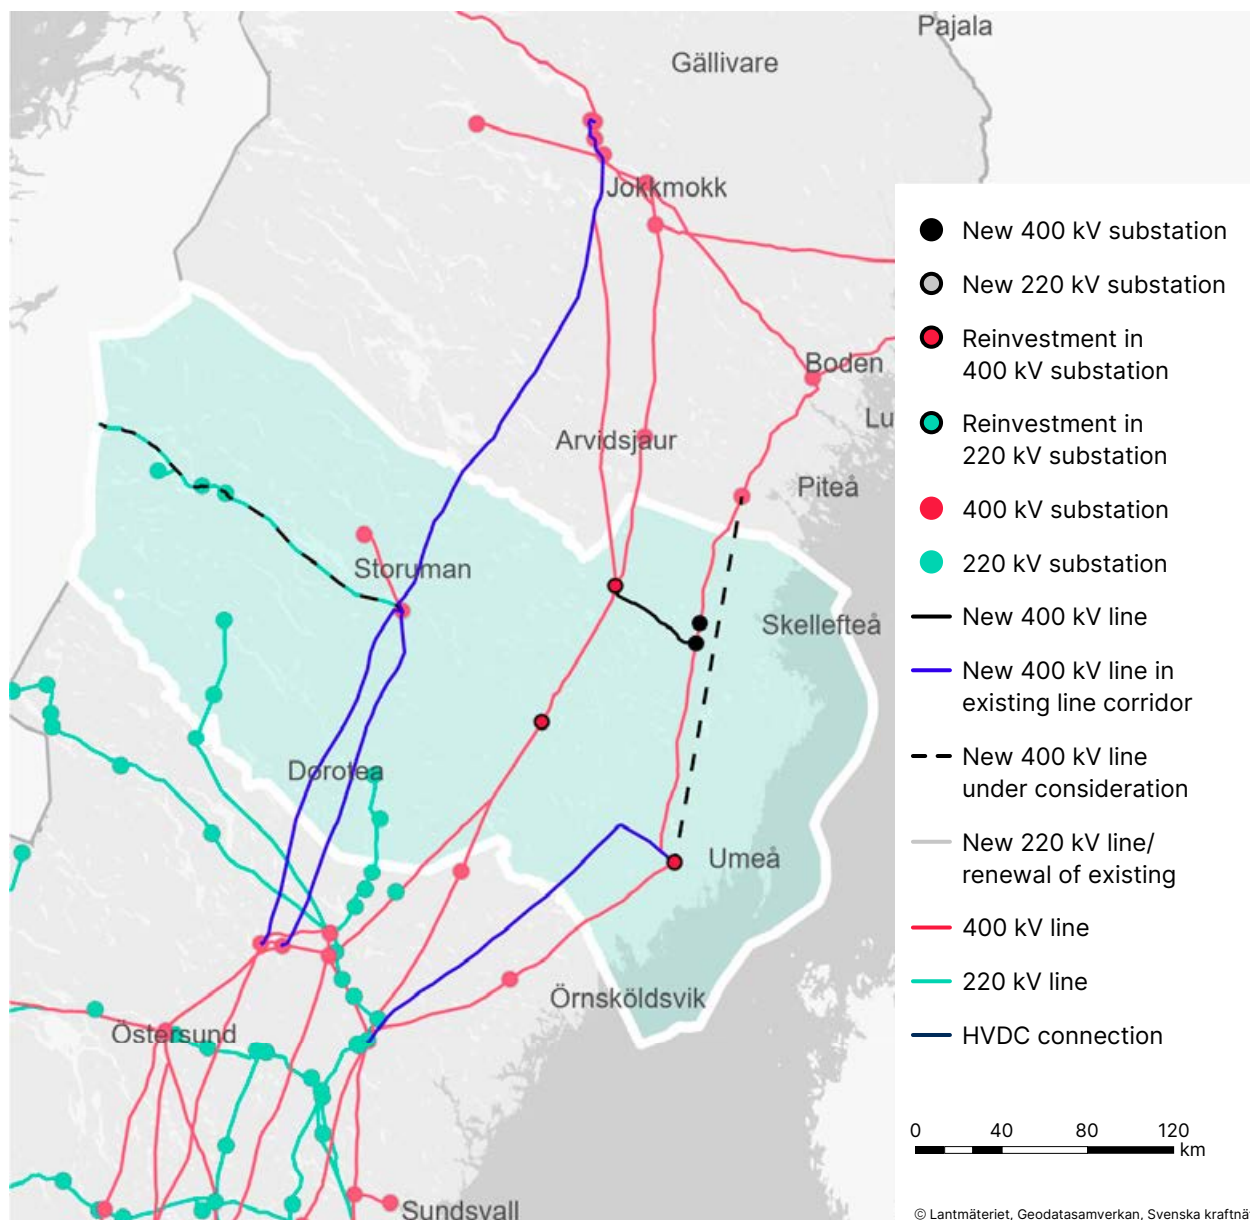 Pajala
Gällivare
Jokkmokk
Boden
Lu
Arvidsjaur
Piteå
Storuman
Skellefteå
Dorotea
Umeå
Örnsköldsvik
Östersund
Sundsvall
New 400 kV substation
New 220 kV substation
Reinvestment in
400 kV substation
Reinvestment in
220 kV substation
400 kV substation
220 kV substation
New 400 kV line
New 400 kV line in
existing line corridor
New 400 kV line
under consideration
New 220 kV line/
renewal of existing
400 kV line
220 kV line
HVDC connection
0 40 80 120
km
© Lantmäteriet, Geodatasamverkan, Svenska kraftnä